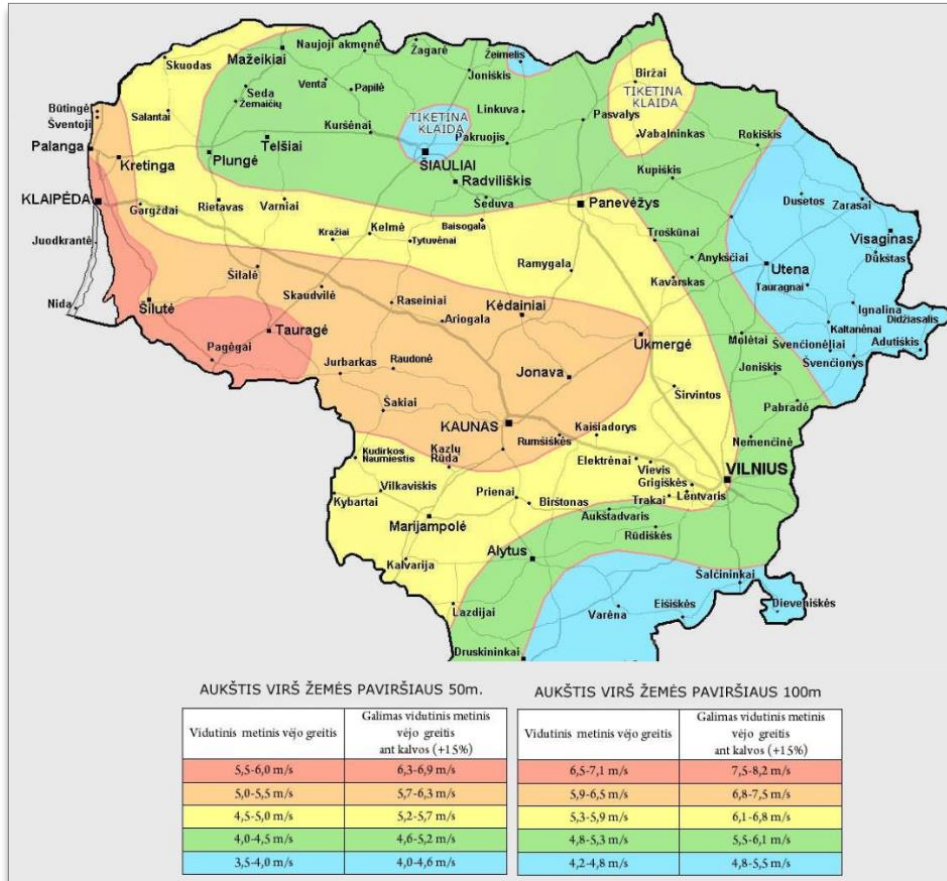 Naujoji akmenė
Žagarė
Žeimelis
Skuodas
Mažeikiai
Joniškis
Biržai
TIKĖTINA
KLAIDA
Seda
Žemaičių
Venta
Papilė
Būtingė
Šventoji
Salantai
Linkuva
Pasvalys
TIKĖTINA
KLAIDA
Kuršėnai
Pakruojis
Vabalninkas
Rokiškis
Palanga
Kretinga
Plungė
Telšiai
ŠIAULIAI
Radviliškis
Kupiškis
KLAIPĖDA
Gargždai
Rietavas
Varniai
Šeduva
Panevėžys
Dusetos
Zarasai
Baisogala
Kražiai
Kelmė
Tytuvėnai
Troškūnai
Visaginas
Juodkrantė
Anykščiai
Dūkštas
Šilalė
Ramygala
Utena
Skaudvilė
Kavarskas
Tauragnai
Nida
Šilutė
Raseiniai
Kėdainiai
Ignalina
Ariogala
Didžiasalis
Tauragė
Kaltanėnai
Ukmergė
Molėtai
Švenčionėliai
Adutiškis
Pagėgai
Jurbarkas
Raudonė
Jonava
Joniškis
Švenčionys
Širvintos
Šakiai
Pabradė
KAUNAS
Rumšiškės
Kaišiadorys
Nemenčinė
Kudirkos
Naumiestis
Kazlų
Rūda
Elektrėnai
Vievis
VILNIUS
Grigiškės
Vilkaviškis
Kybartai
Prienai
Birštonas
Trakai
Lentvaris
Marijampolė
Aukštadvaris
Rūdiškės
Alytus
Kalvarija
Šalčininkai
Lazdijai
Varėna
Eišiškės
Dieveniškės
Druskininkai
AUKŠTIS VIRŠ ŽEMĖS PAVIRŠIAUS 50m.
AUKŠTIS VIRŠ ŽEMĖS PAVIRŠIAUS 100m
Vidutinis metinis vėjo greitis
Galimas vidutinis metinis
vėjo greitis
ant kalvos (+15%)
Vidutinis metinis vėjo greitis
Galimas vidutinis metinis
vėjo greitis
ant kalvos (+15%)
5,5-6,0 m/s
6,3-6,9 m/s
6,5-7,1 m/s
7,5-8,2 m/s
5,0-5,5 m/s
5,7-6,3 m/s
5,9-6,5 m/s
6,8-7,5 m/s
4,5-5,0 m/s
5,2-5,7 m/s
5,3-5,9 m/s
6,1-6,8 m/s
4,0-4,5 m/s
4,6-5,2 m/s
4,8-5,3 m/s
5,5-6,1 m/s
3,5-4,0 m/s
4,0-4,6 m/s
4,2-4,8 m/s
4,8-5,5 m/s